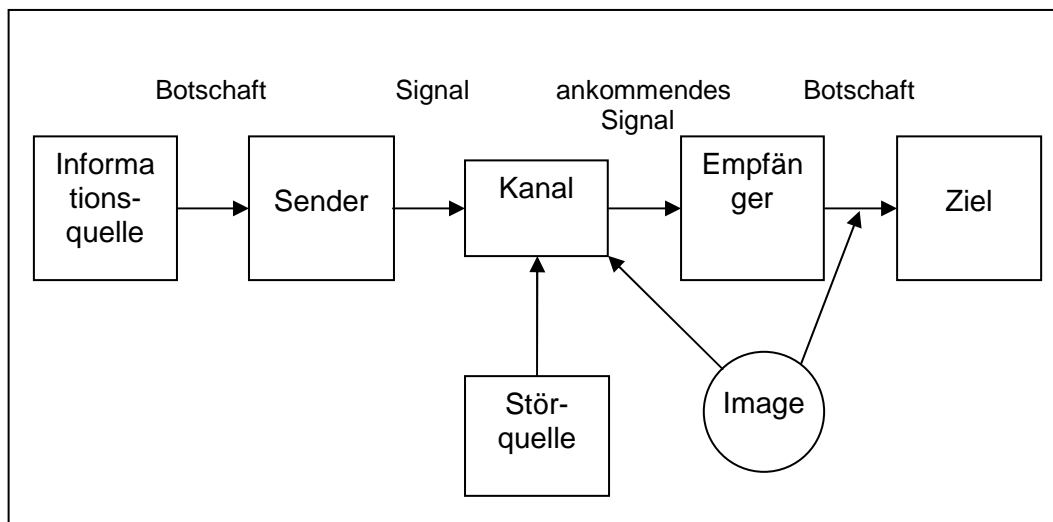 Botschaft
Signal
ankommendes
Signal
Botschaft
Informa
tions-
quelle
Sender
Kanal
Empfän
ger
Ziel
Stör-
quelle
Image